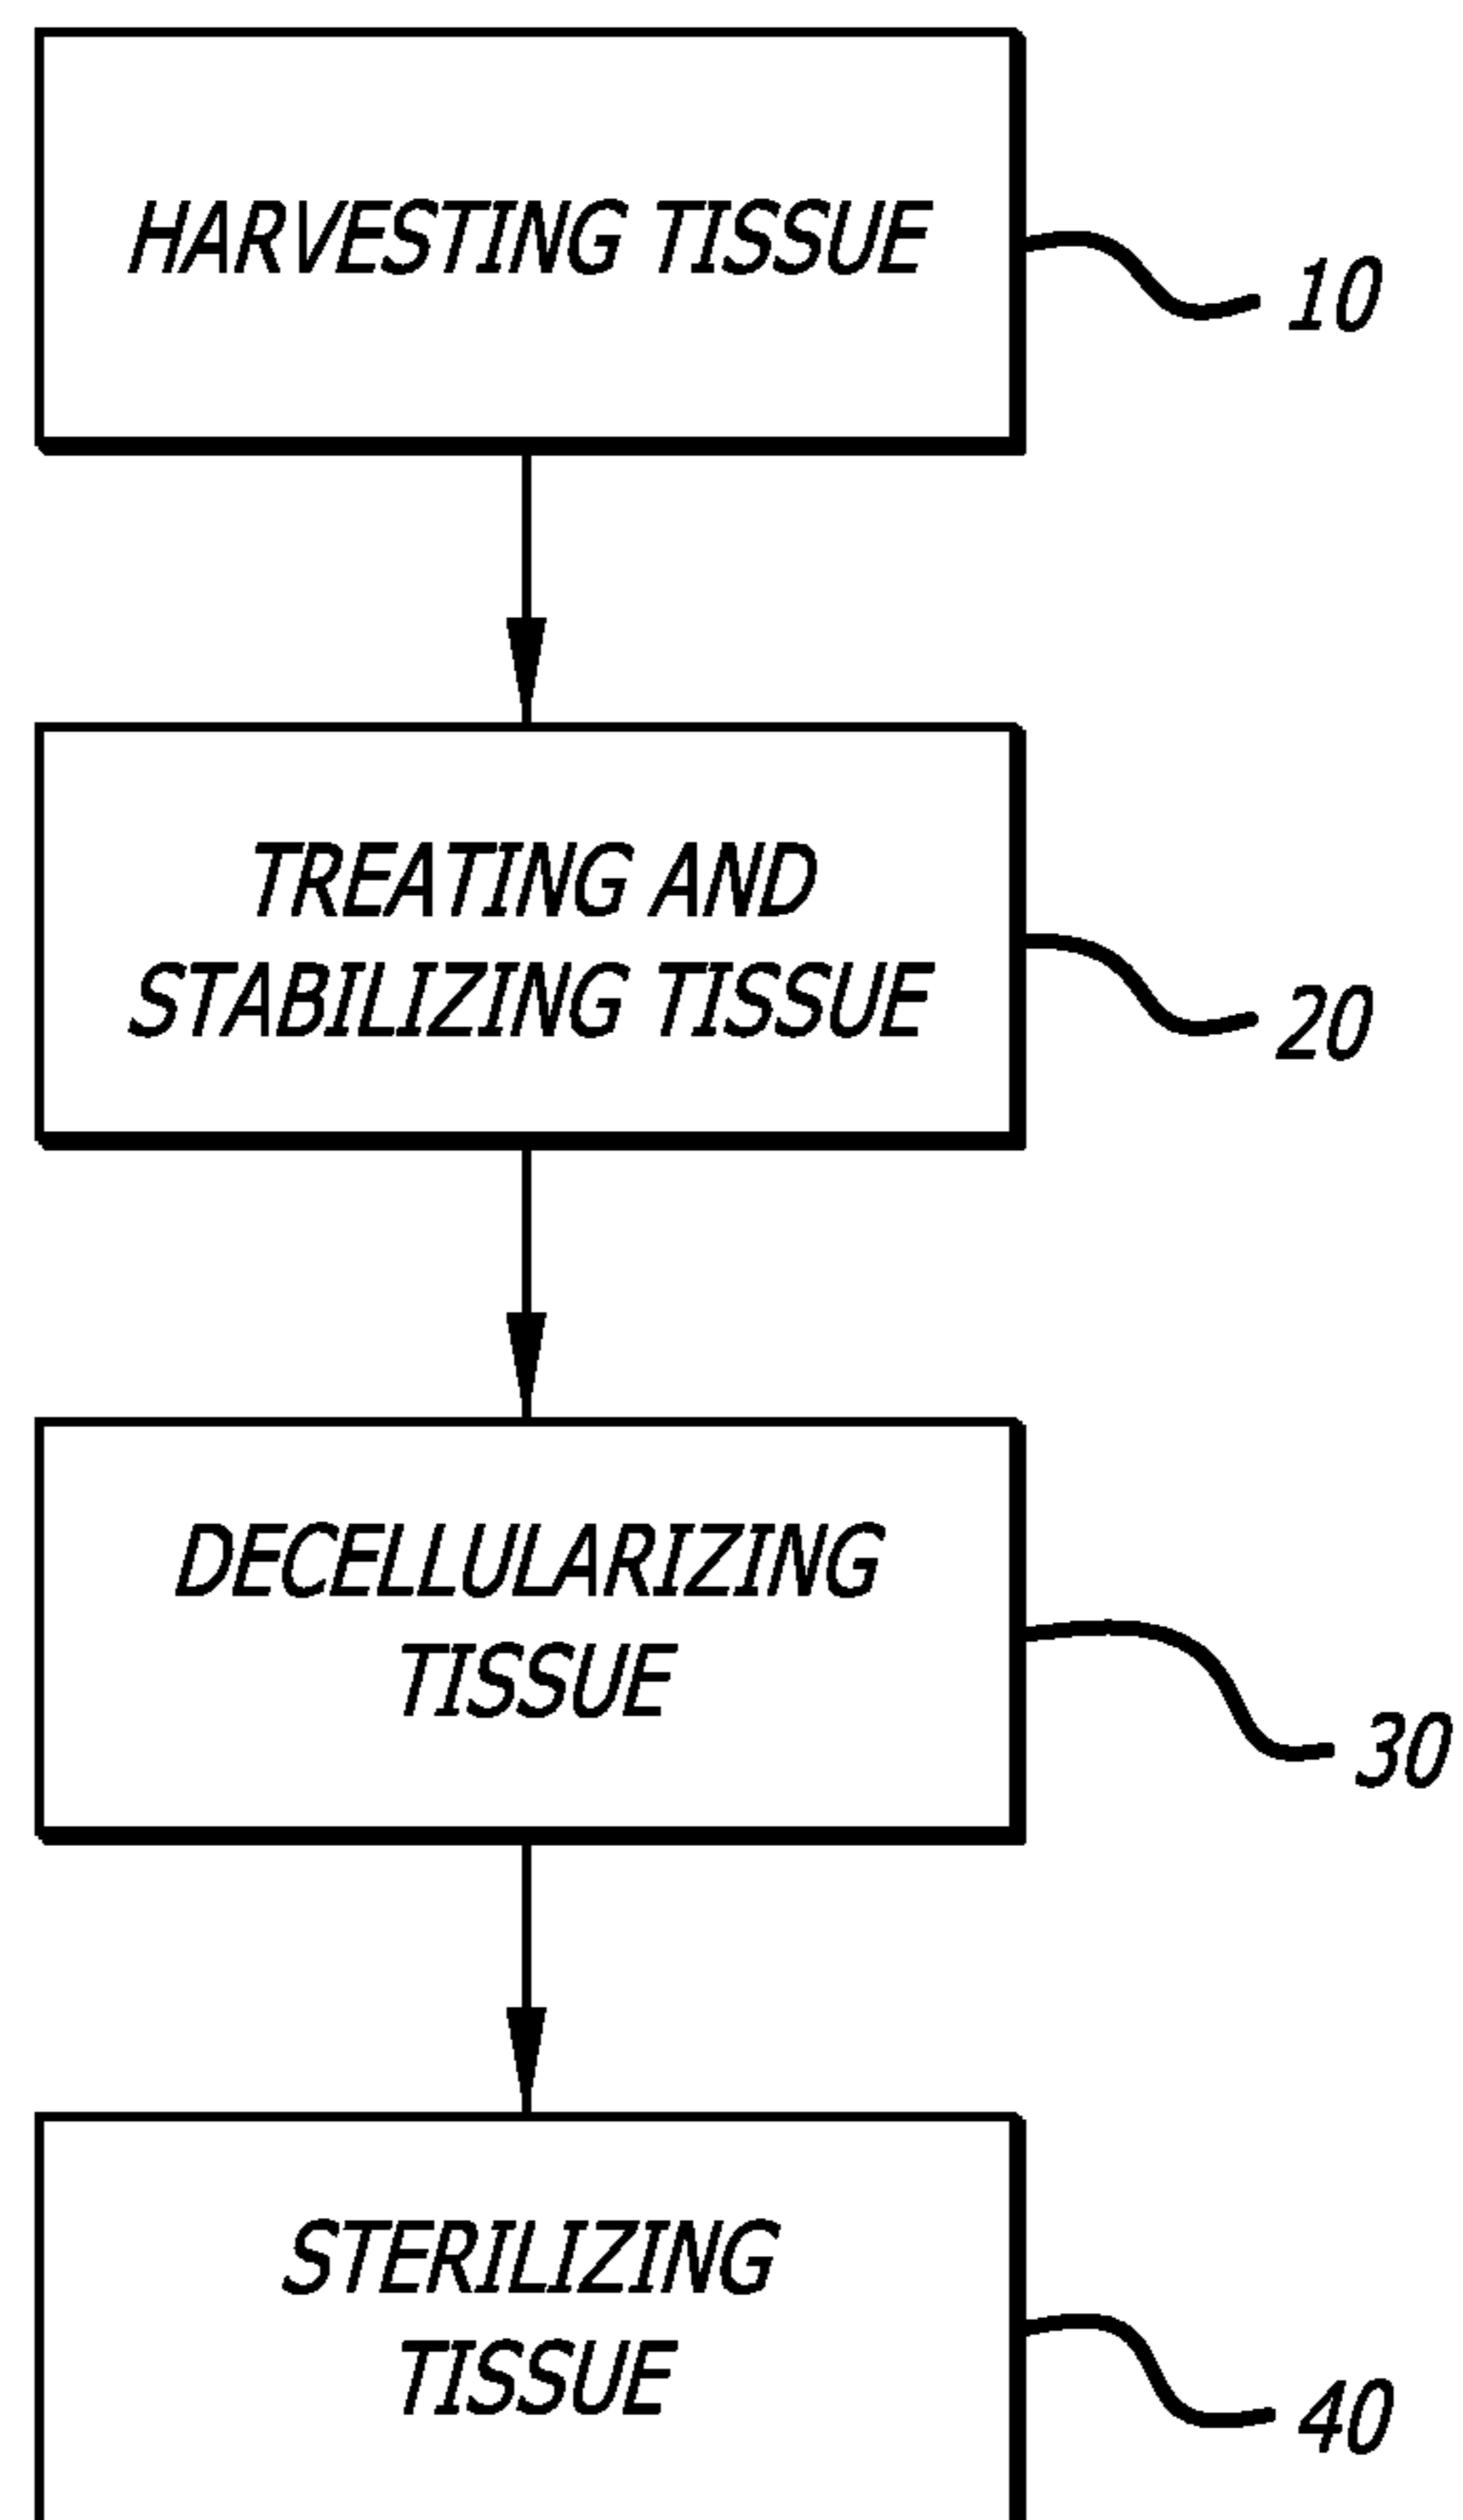 HARVESTING TISSUE
10
TREATING AND
STABILIZING TISSUE
20
DECELLULARIZING
TISSUE
30
STERILIZING
TISSUE
40